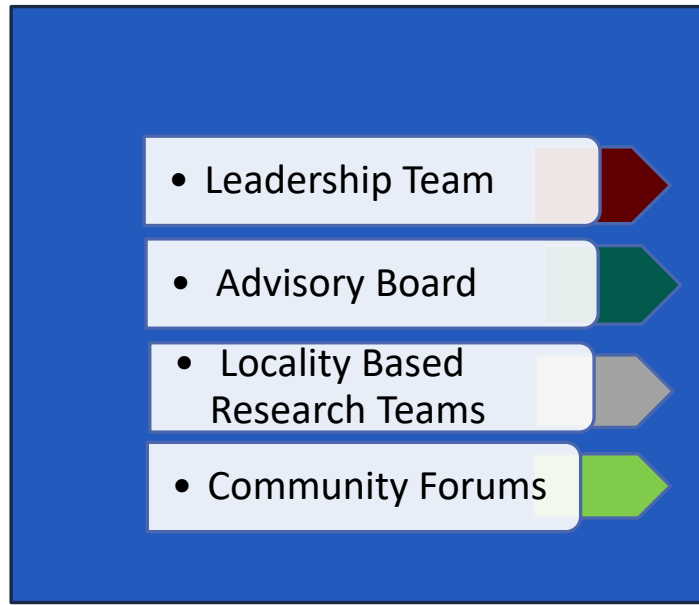 • Leadership Team
• Advisory Board
• Locality Based
Research Teams
• Community Forums